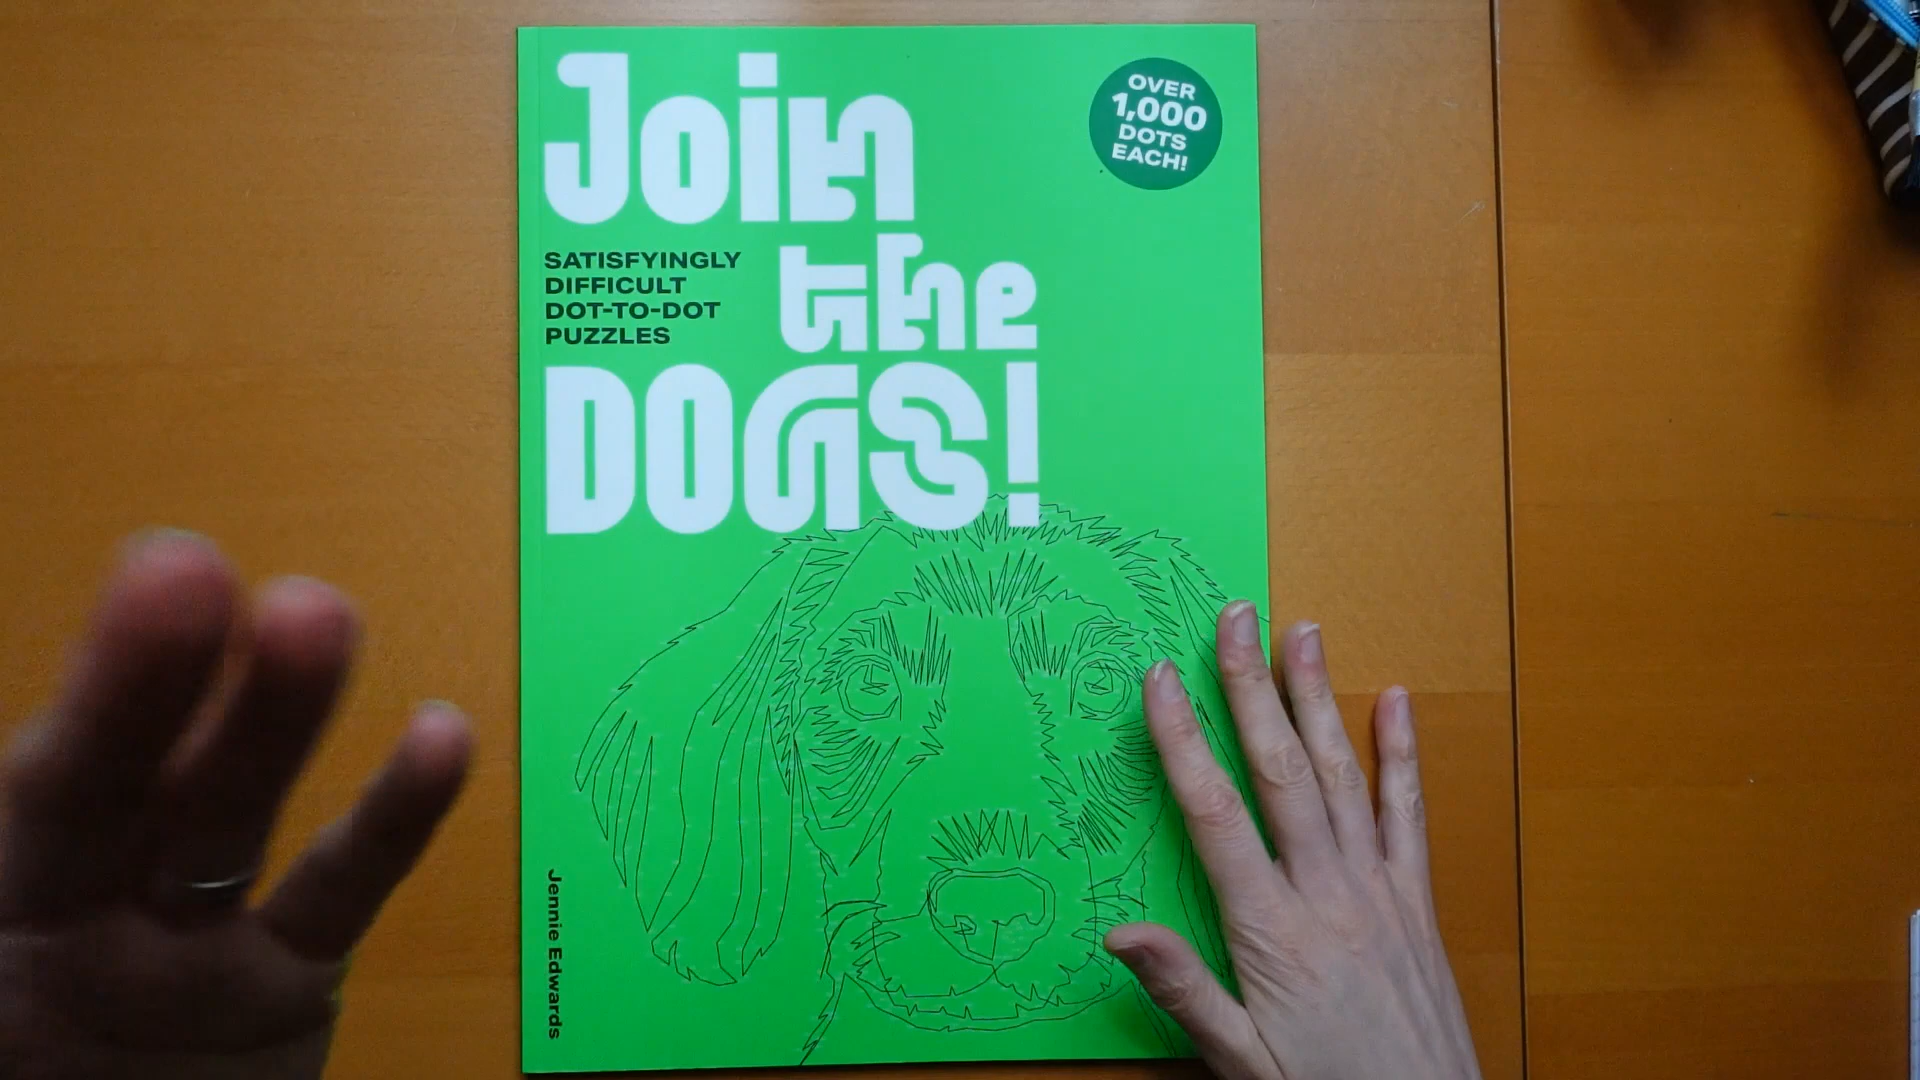 Join
the
DOGS!
OVER
1,000
DOTS
EACH!
SATISFYINGLY
DIFFICULT
DOT-TO-DOT
PUZZLES
Jennie Edwards